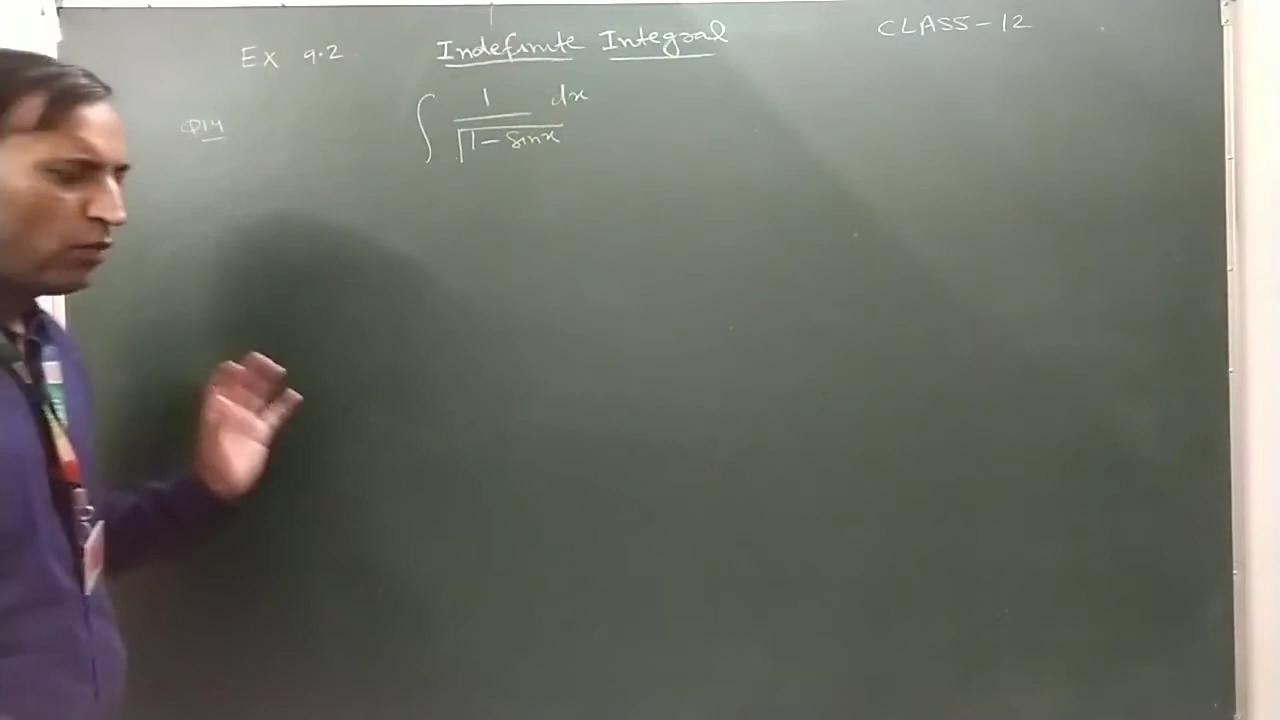 Ex 9.2 Indefinite Integral CLASS-12
Q14 ∫ 1/√(1-sinx) dx